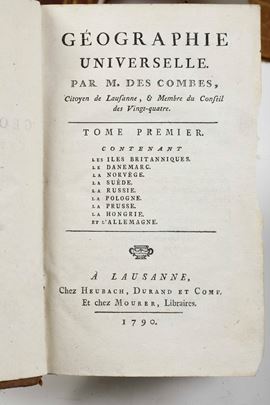 GÉOGRAPHIE
UNIVERSELLE.
PAR M. DES COMBES,
Citoyen de Lausanne, & Membre du Conseil
des Vingt-quatre.
TOME PREMIER.
CONTENANT
LES ILES BRITANNIQUES.
LE DANEMARC.
LA NORVÈGE.
LA SUÈDE.
LA RUSSIE.
LA POLOGNE.
LA PRUSSE.
LA HONGRIE.
ET L'ALLEMAGNE.
À LAUSANNE,
Chez HEUBACH, DURAND ET COMP.
Et chez MOURER, Libraires.
1790.